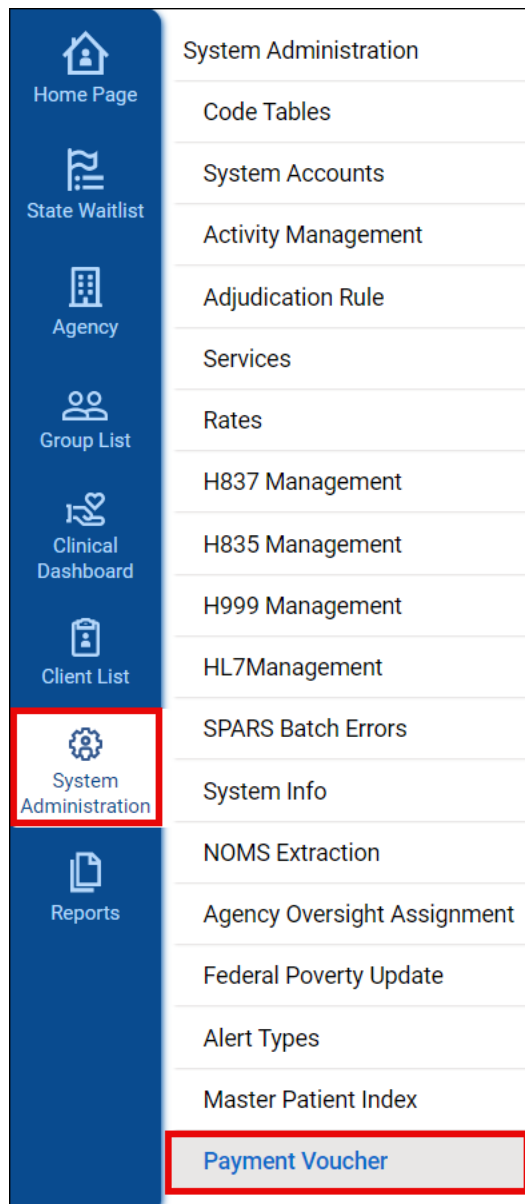 Home Page
State Waitlist
Agency
Group List
Clinical
Dashboard
Client List
System
Administration
Reports
System Administration
Code Tables
System Accounts
Activity Management
Adjudication Rule
Services
Rates
H837 Management
H835 Management
H999 Management
HL7Management
SPARS Batch Errors
System Info
NOMS Extraction
Agency Oversight Assignment
Federal Poverty Update
Alert Types
Master Patient Index
Payment Voucher